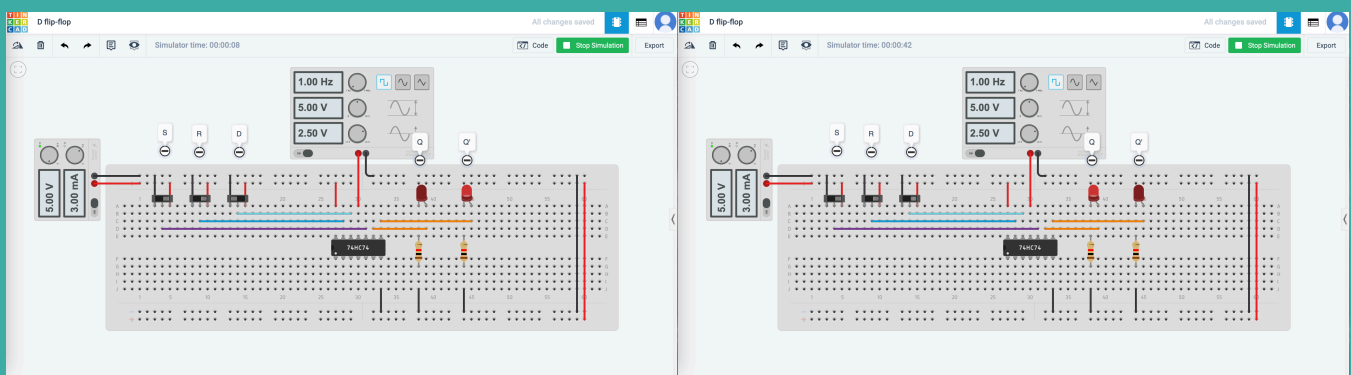 TIN
KER
CAD
D flip-flop
All changes saved
Simulator time: 00:00:08
Code
Stop Simulation
Export
1.00 Hz
5.00 V
2.50 V
S
R
D
Q
Q'
5.00 V
3.00 mA
74HC74
TIN
KER
CAD
D flip-flop
All changes saved
Simulator time: 00:00:42
Code
Stop Simulation
Export
1.00 Hz
5.00 V
2.50 V
S
R
D
Q
Q'
5.00 V
3.00 mA
74HC74